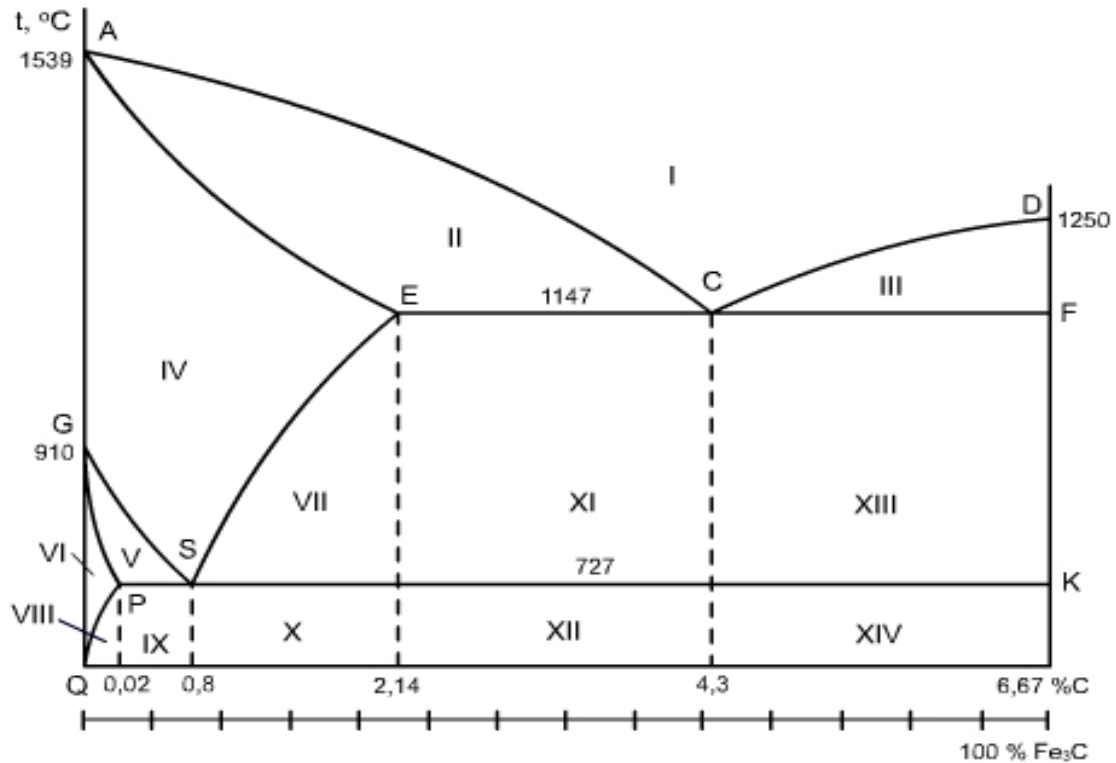 t, °C
A
1539
I
D
1250
II
C
III
E
1147
F
IV
G
910
VII
XI
XIII
VI
V
S
727
K
P
VIII
IX
X
XII
XIV
Q
0,02
0,8
2,14
4,3
6,67 %C
100 % Fe₃C